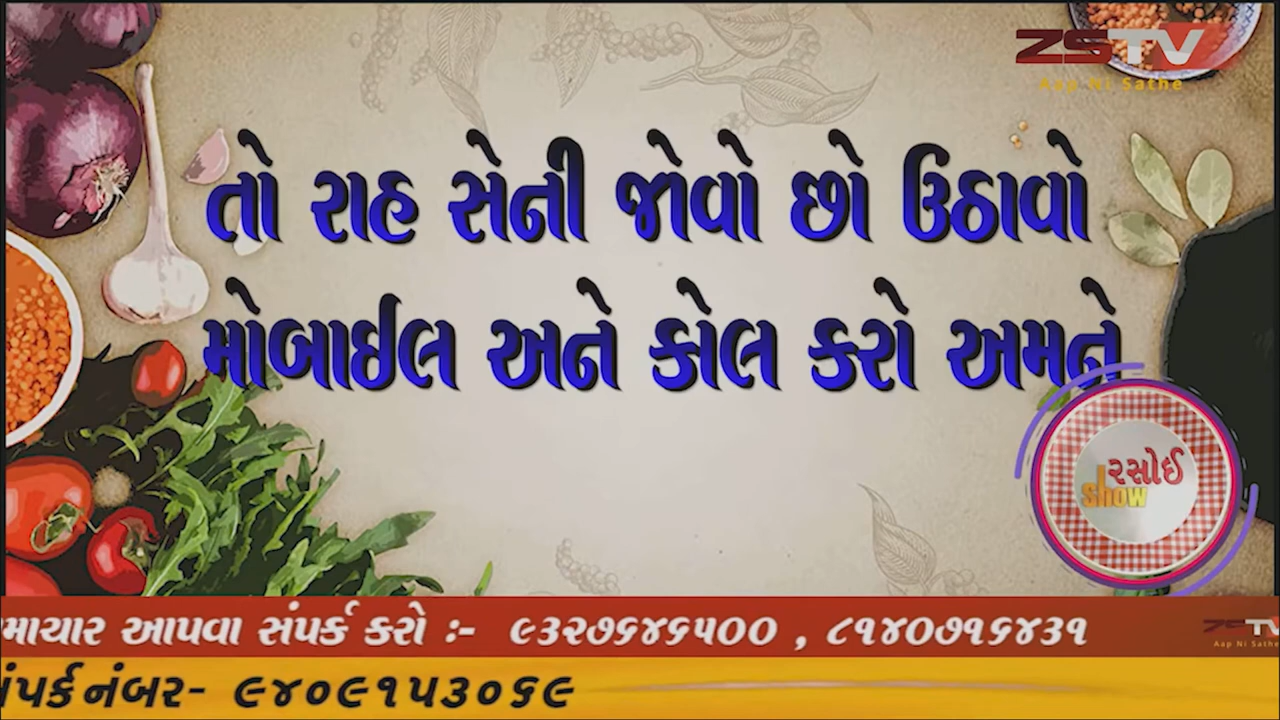 ZSTV
Aap Ni Sathe
તો રાહ સેની જોવો છો ઉઠાવો
મોબાઈલ અને કોલ કરો અમને
રસોઈ
Show
માચાર આપવા સંપર્ક કરો :- ૯૩૨૭૬૪૬૫૦૦ , ૮૧૪૦૭૧૬૪૩૧
ZSTV
Aap Ni Sathe
સંપર્ક નંબર- ૯૪૦૯૧૫૩૦૬૯